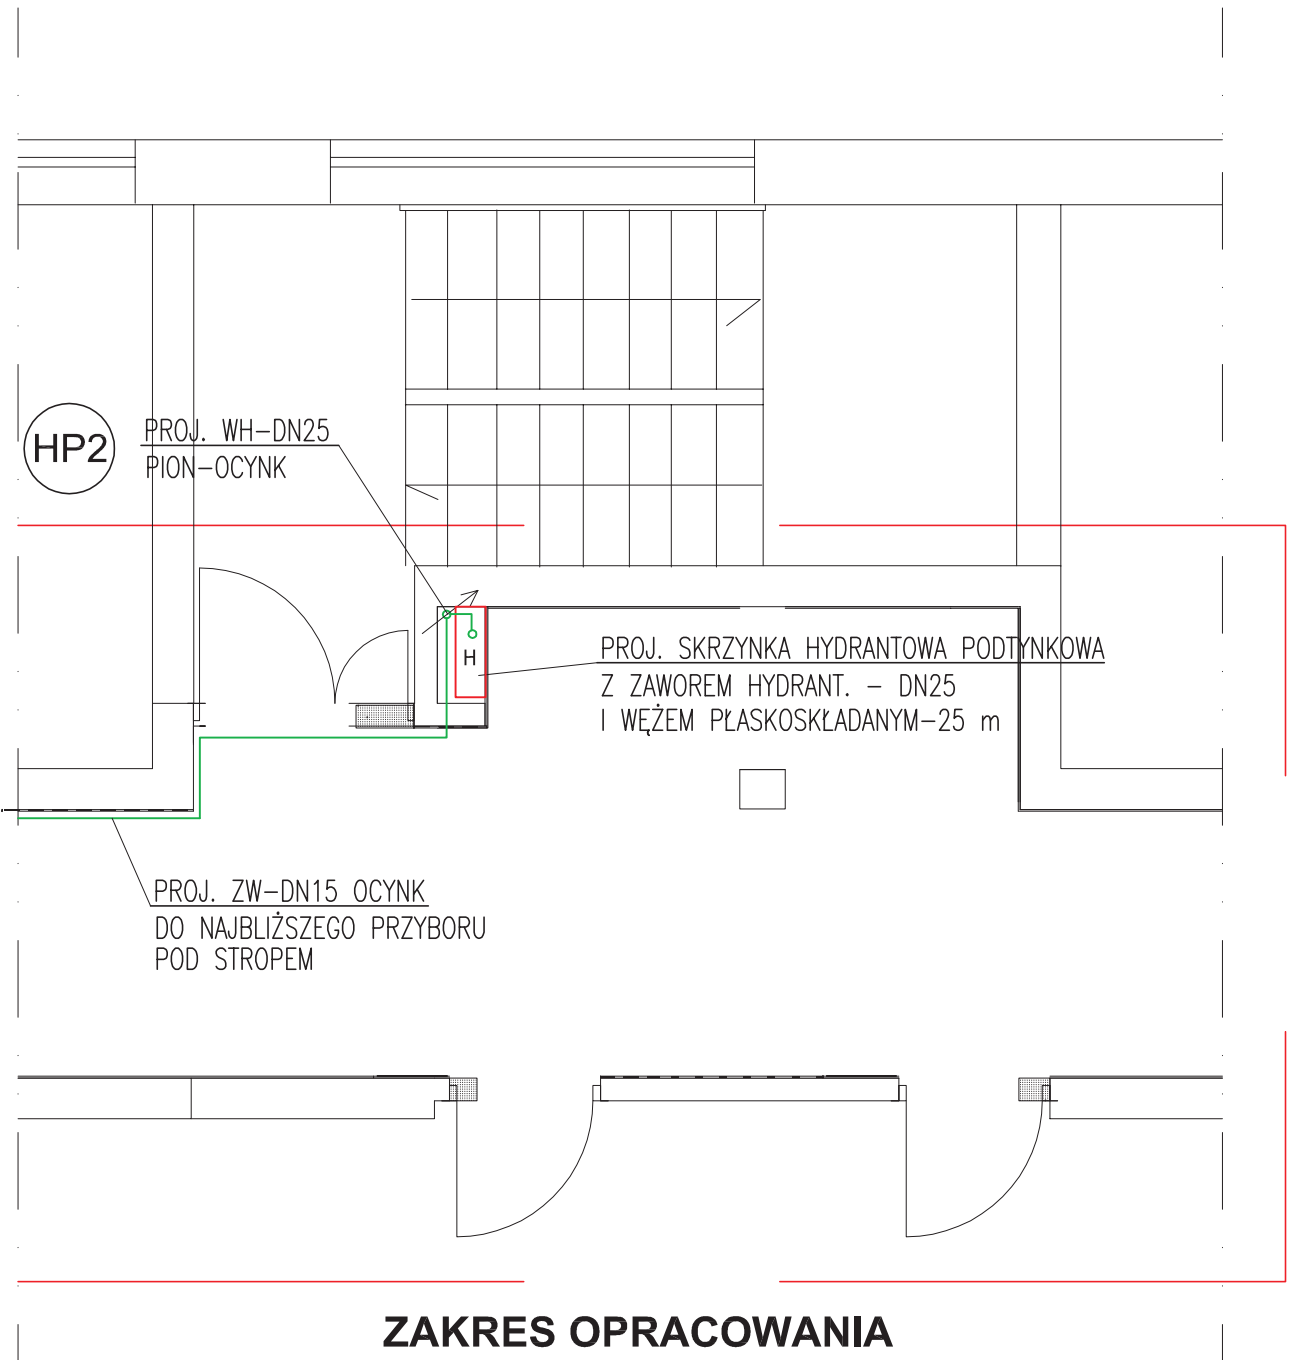 HP2
PROJ. WH-DN25
PION-OCYNK
H
PROJ. SKRZYNKA HYDRANTOWA PODTYNKOWA
Z ZAWOREM HYDRANT. - DN25
I WĘŻEM PŁASKOSKŁADANYM-25 m
PROJ. ZW-DN15 OCYNK
DO NAJBLIŻSZEGO PRZYBORU
POD STROPEM
ZAKRES OPRACOWANIA